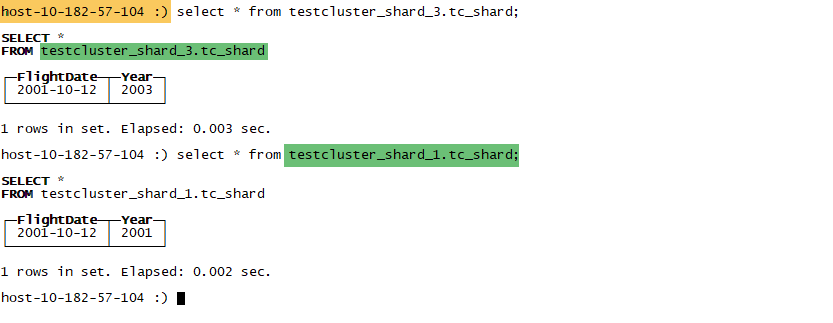 host-10-182-57-104 :) select * from testcluster_shard_3.tc_shard;
SELECT *
FROM testcluster_shard_3.tc_shard
FlightDate Year
2001-10-12 2003
1 rows in set. Elapsed: 0.003 sec.
host-10-182-57-104 :) select * from testcluster_shard_1.tc_shard;
SELECT *
FROM testcluster_shard_1.tc_shard
FlightDate Year
2001-10-12 2001
1 rows in set. Elapsed: 0.002 sec.
host-10-182-57-104 :)